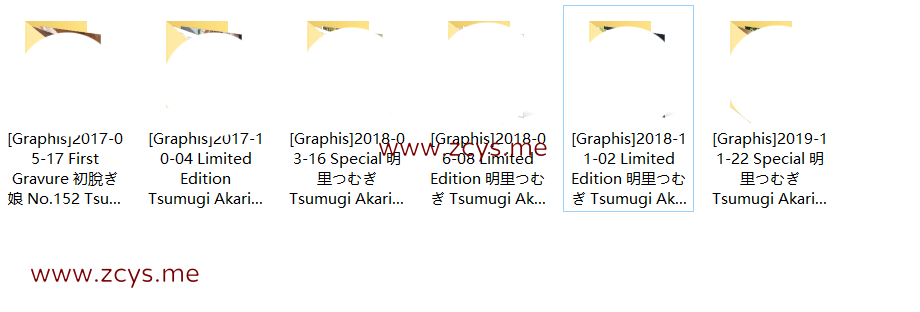 [Graphis]2017-0
5-17 First
Gravure 初脫ぎ
娘 No.152 Tsu...
[Graphis]2017-1
0-04 Limited
Edition
Tsumugi Akari...
[Graphis]2018-0
3-16 Special 明
里つむぎ
Tsumugi Akari...
[Graphis]2018-0
6-08 Limited
Edition 明里つむ
ぎ Tsumugi Ak...
[Graphis]2018-1
1-02 Limited
Edition 明里つむ
ぎ Tsumugi Ak...
[Graphis]2019-1
1-22 Special 明
里つむぎ
Tsumugi Akari...
www.zcys.me
www.zcys.me